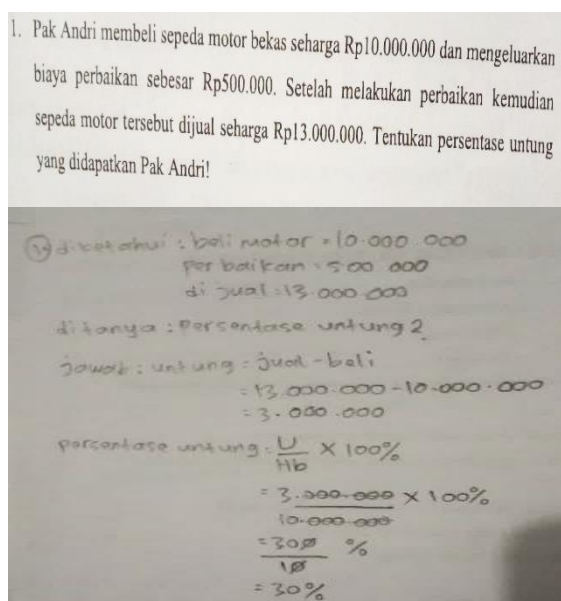 1. Pak Andri membeli sepeda motor bekas seharga Rp10.000.000 dan mengeluarkan
biaya perbaikan sebesar Rp500.000. Setelah melakukan perbaikan kemudian
sepeda motor tersebut dijual seharga Rp13.000.000. Tentukan persentase untung
yang didapatkan Pak Andri!
1. diketahui : beli motor = 10.000.000
perbaikan = 500 000
di jual = 13.000.000
ditanya : Persentase untung ?
jawab : untung = jual - beli
= 13.000.000 - 10.000.000
= 3.000.000
persentase untung = U/Hb × 100%
= 3.000.000/10.000.000 × 100%
= 300/10 %
= 30%